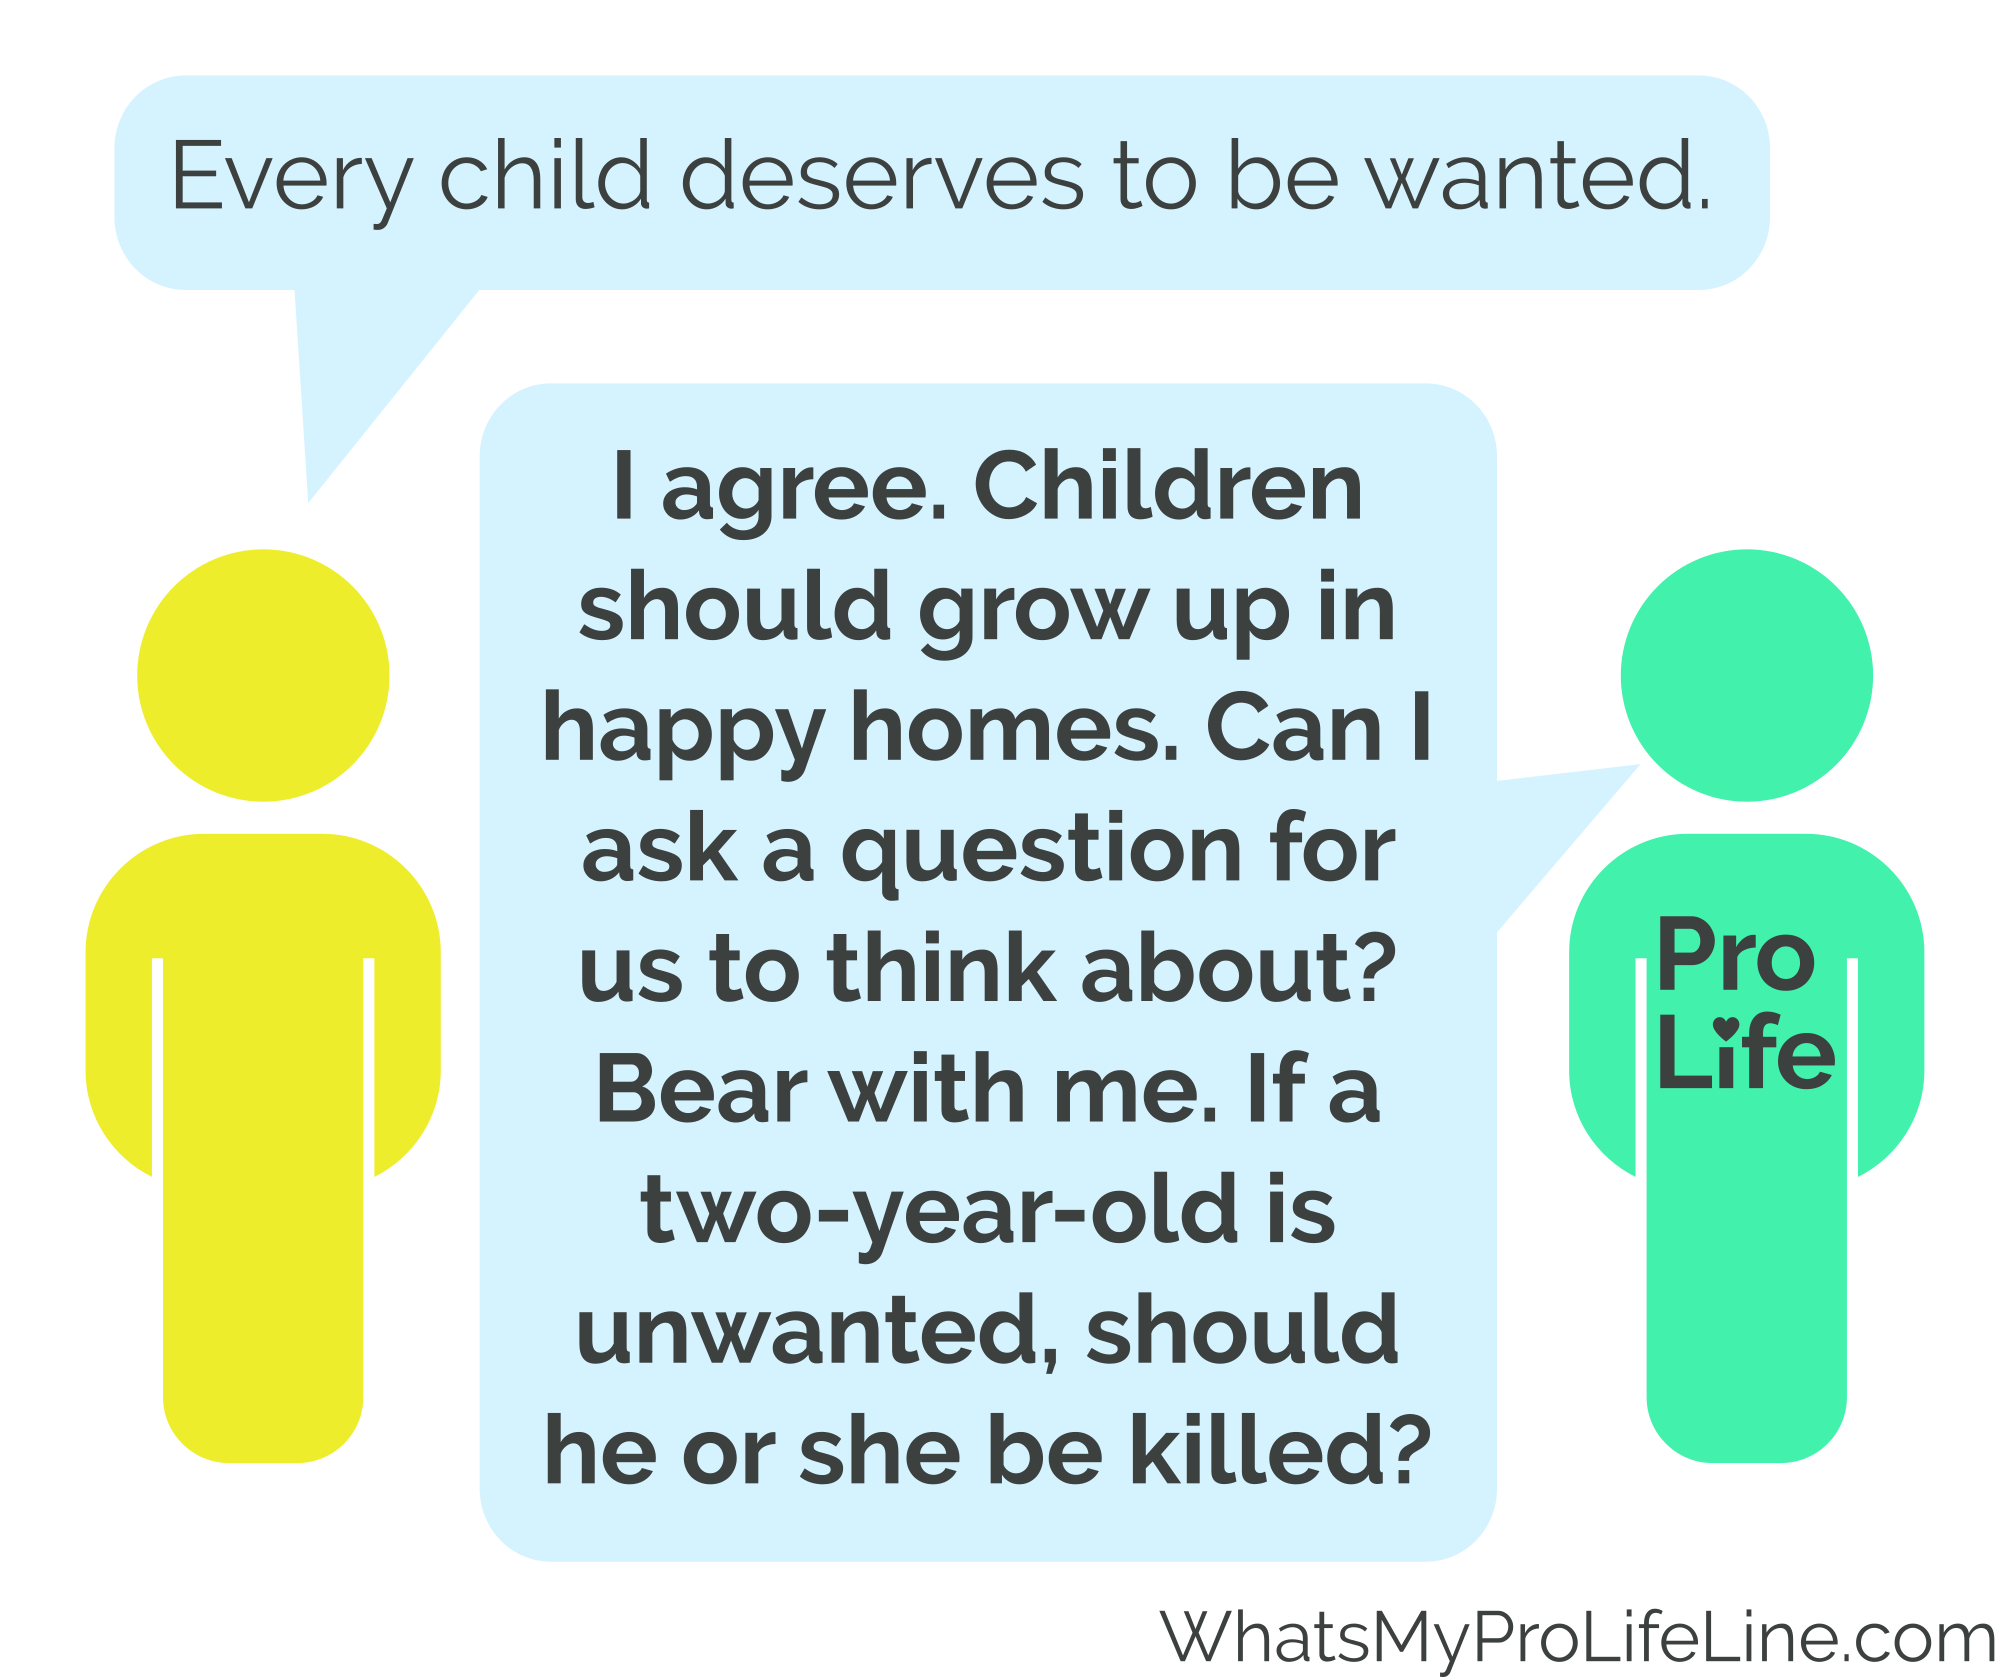 Every child deserves to be wanted.
I agree. Children
should grow up in
happy homes. Can I
ask a question for
us to think about?
Bear with me. If a
two-year-old is
unwanted, should
he or she be killed?
Pro
Life
WhatsMyProLifeLine.com